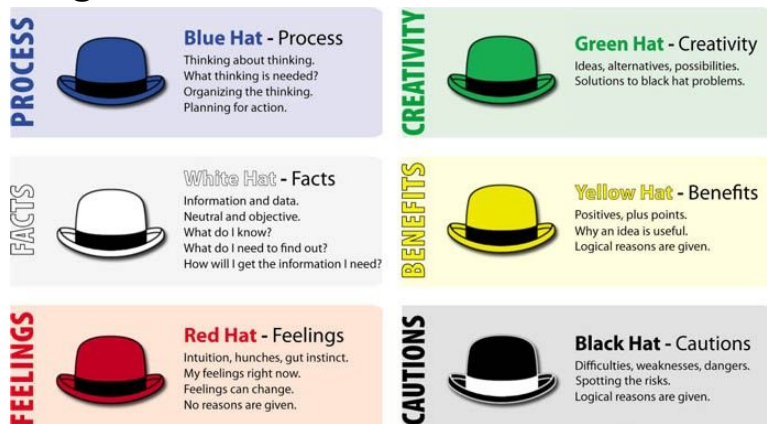 PROCESS
Blue Hat - Process
Thinking about thinking.
What thinking is needed?
Organizing the thinking.
Planning for action.
CREATIVITY
Green Hat - Creativity
Ideas, alternatives, possibilities.
Solutions to black hat problems.
FACTS
White Hat - Facts
Information and data.
Neutral and objective.
What do I know?
What do I need to find out?
How will I get the information I need?
BENEFITS
Yellow Hat - Benefits
Positives, plus points.
Why an idea is useful.
Logical reasons are given.
FEELINGS
Red Hat - Feelings
Intuition, hunches, gut instinct.
My feelings right now.
Feelings can change.
No reasons are given.
CAUTIONS
Black Hat - Cautions
Difficulties, weaknesses, dangers.
Spotting the risks.
Logical reasons are given.